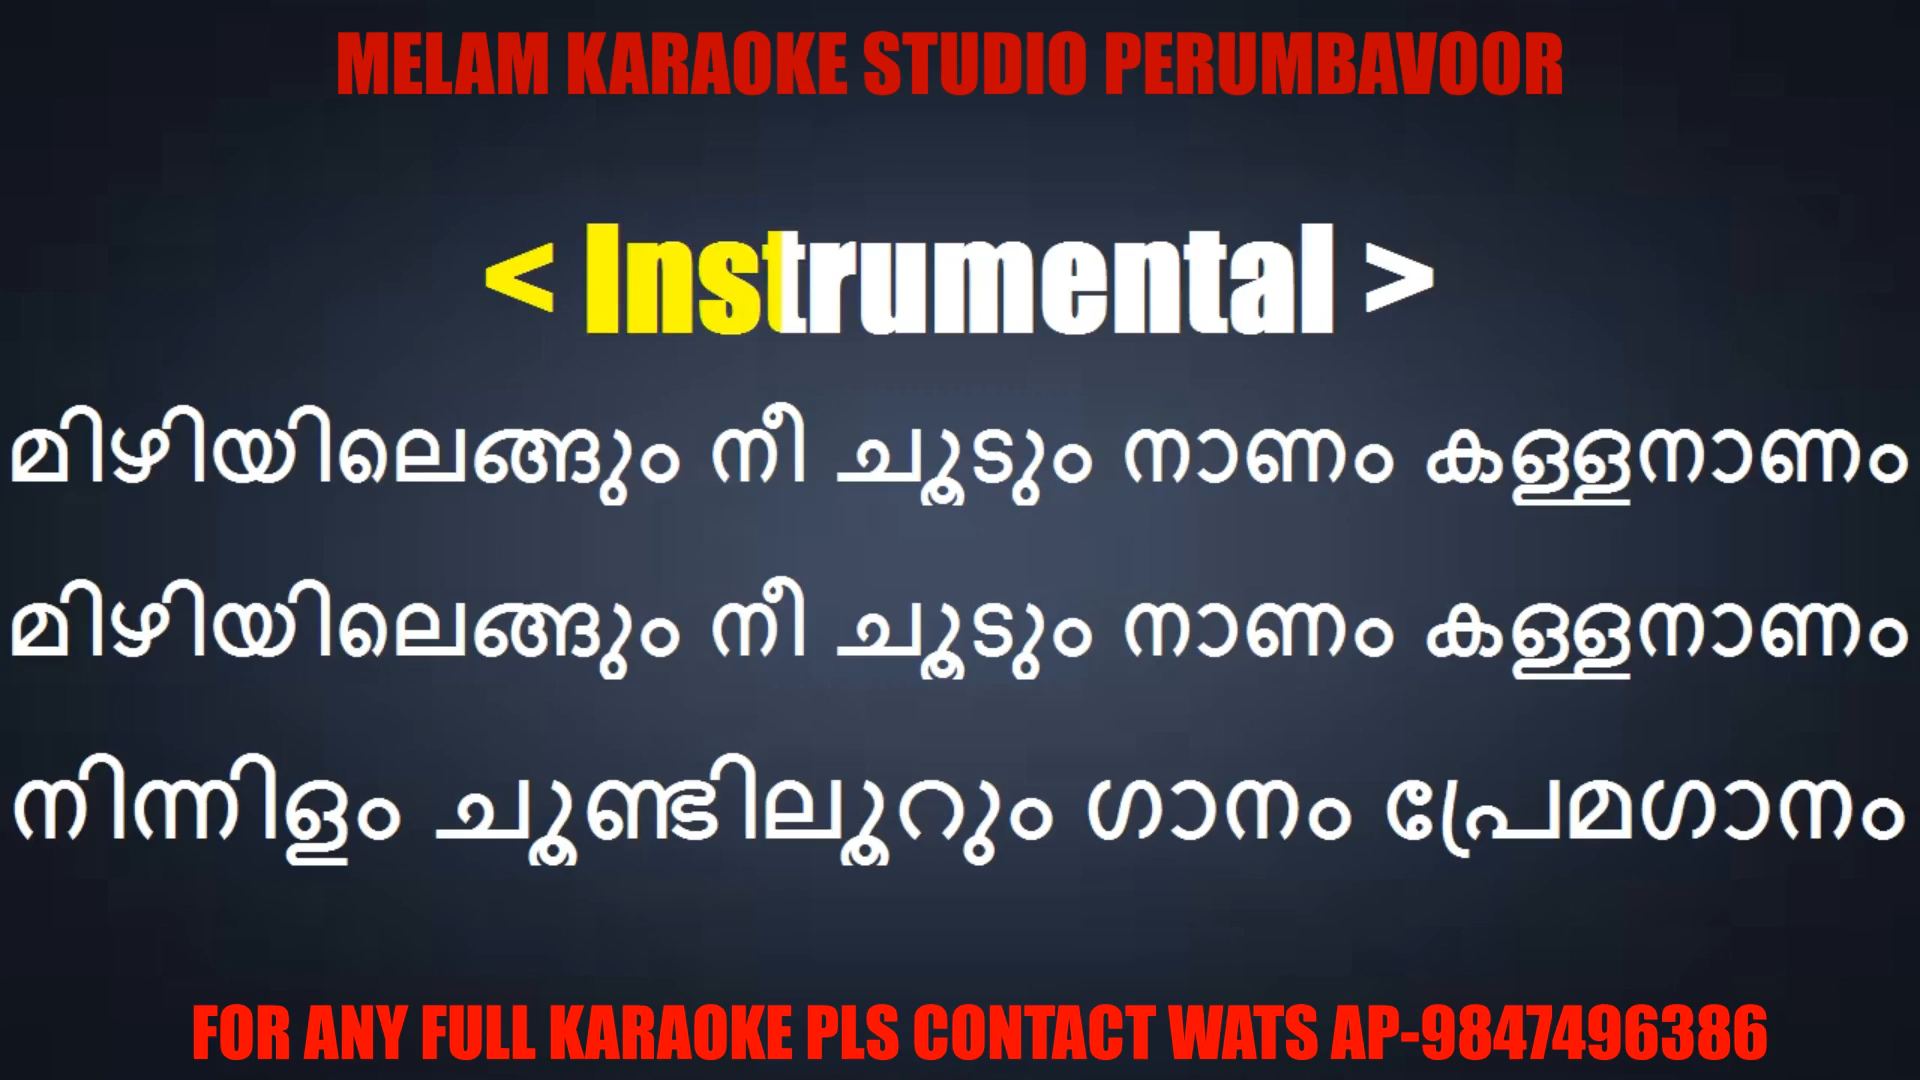 MELAM KARAOKE STUDIO PERUMBAVOOR
< Instrumental >
മിഴിയിലെങ്ങും നീ ചൂടും നാണം കള്ളനാണം
മിഴിയിലെങ്ങും നീ ചൂടും നാണം കള്ളനാണം
നിന്നിളം ചൂണ്ടിലൂറും ഗാനം പ്രേമഗാനം
FOR ANY FULL KARAOKE PLS CONTACT WATS AP-9847496386